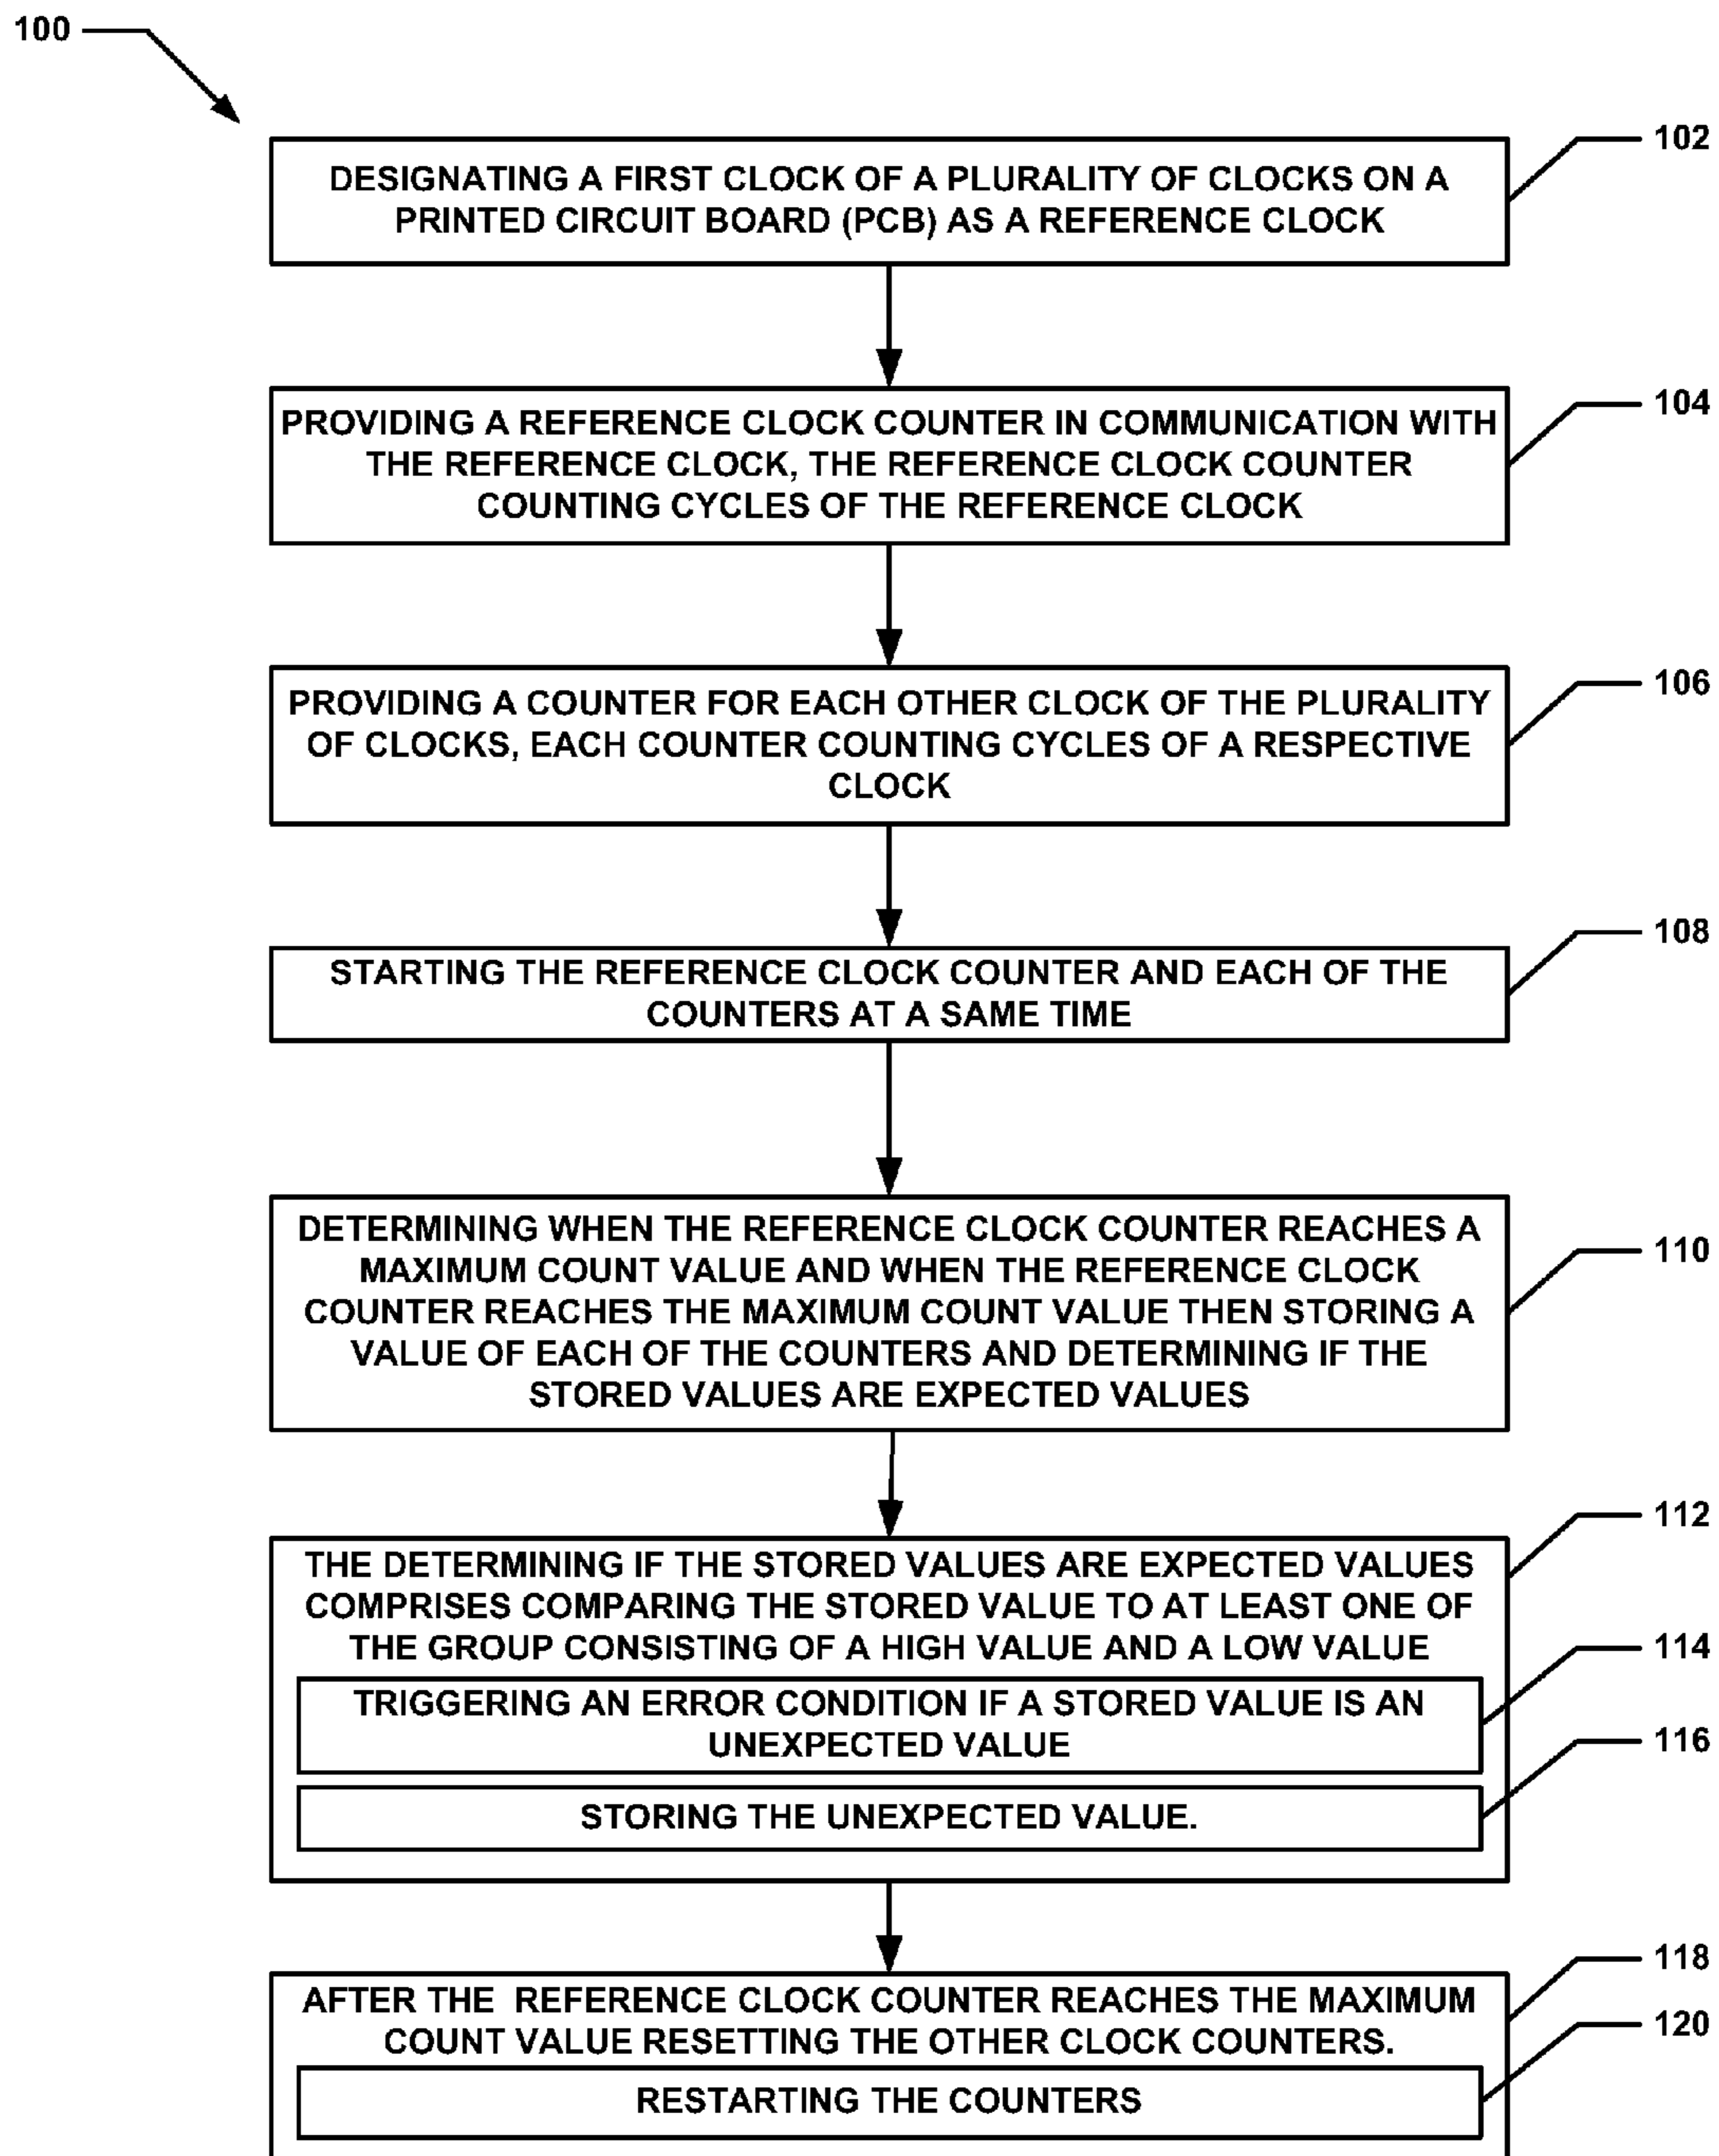 100
102
DESIGNATING A FIRST CLOCK OF A PLURALITY OF CLOCKS ON A
PRINTED CIRCUIT BOARD (PCB) AS A REFERENCE CLOCK
104
PROVIDING A REFERENCE CLOCK COUNTER IN COMMUNICATION WITH
THE REFERENCE CLOCK, THE REFERENCE CLOCK COUNTER
COUNTING CYCLES OF THE REFERENCE CLOCK
106
PROVIDING A COUNTER FOR EACH OTHER CLOCK OF THE PLURALITY
OF CLOCKS, EACH COUNTER COUNTING CYCLES OF A RESPECTIVE
CLOCK
108
STARTING THE REFERENCE CLOCK COUNTER AND EACH OF THE
COUNTERS AT A SAME TIME
110
DETERMINING WHEN THE REFERENCE CLOCK COUNTER REACHES A
MAXIMUM COUNT VALUE AND WHEN THE REFERENCE CLOCK
COUNTER REACHES THE MAXIMUM COUNT VALUE THEN STORING A
VALUE OF EACH OF THE COUNTERS AND DETERMINING IF THE
STORED VALUES ARE EXPECTED VALUES
112
THE DETERMINING IF THE STORED VALUES ARE EXPECTED VALUES
COMPRISES COMPARING THE STORED VALUE TO AT LEAST ONE OF
THE GROUP CONSISTING OF A HIGH VALUE AND A LOW VALUE
114
TRIGGERING AN ERROR CONDITION IF A STORED VALUE IS AN
UNEXPECTED VALUE
116
STORING THE UNEXPECTED VALUE.
118
AFTER THE REFERENCE CLOCK COUNTER REACHES THE MAXIMUM
COUNT VALUE RESETTING THE OTHER CLOCK COUNTERS.
120
RESTARTING THE COUNTERS